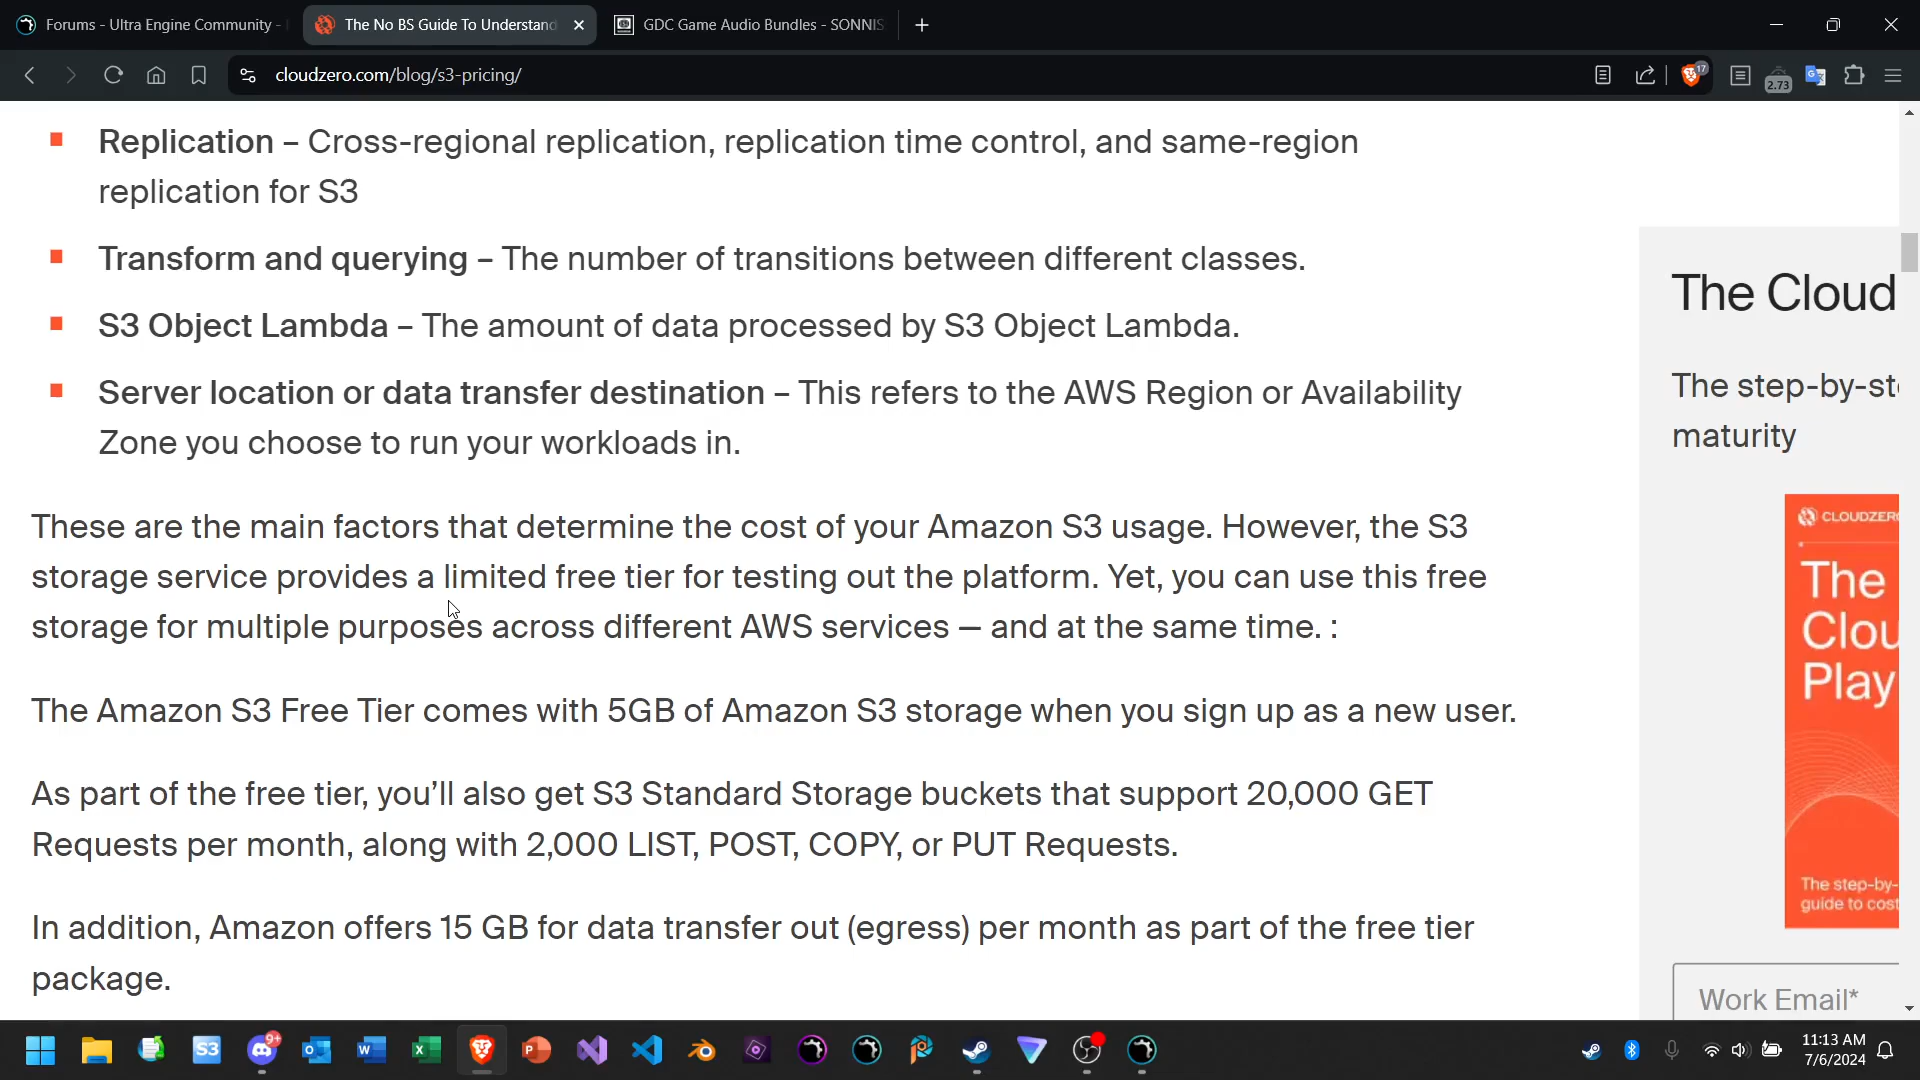 Forums - Ultra Engine Community -
The No BS Guide To Understand
GDC Game Audio Bundles - SONNIS
cloudzero.com/blog/s3-pricing/
17
2.73
Replication – Cross-regional replication, replication time control, and same-region
replication for S3
Transform and querying – The number of transitions between different classes.
S3 Object Lambda – The amount of data processed by S3 Object Lambda.
Server location or data transfer destination – This refers to the AWS Region or Availability
Zone you choose to run your workloads in.
These are the main factors that determine the cost of your Amazon S3 usage. However, the S3
storage service provides a limited free tier for testing out the platform. Yet, you can use this free
storage for multiple purposes across different AWS services — and at the same time. :
The Amazon S3 Free Tier comes with 5GB of Amazon S3 storage when you sign up as a new user.
As part of the free tier, you’ll also get S3 Standard Storage buckets that support 20,000 GET
Requests per month, along with 2,000 LIST, POST, COPY, or PUT Requests.
In addition, Amazon offers 15 GB for data transfer out (egress) per month as part of the free tier
package.
The Cloud
The step-by-st
maturity
CLOUDZERO
The
Clou
Play
The step-by-
guide to cost
Work Email*
S3
9+
11:13 AM
7/6/2024